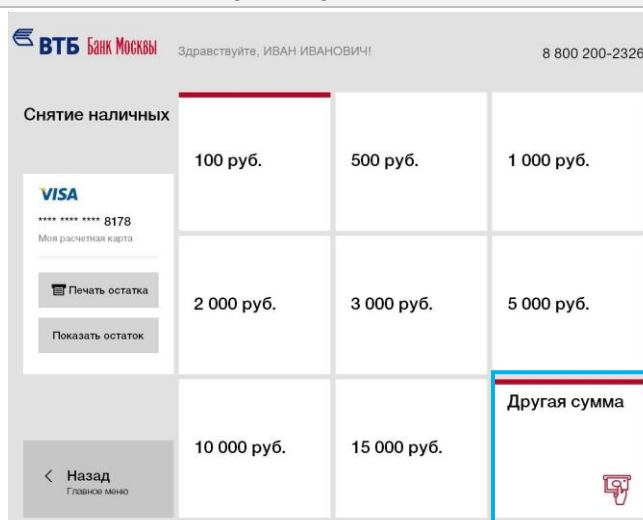 ВТБ Банк Москвы
Здравствуйте, ИВАН ИВАНОВИЧ!
8 800 200-2326
Снятие наличных
100 руб.
500 руб.
1 000 руб.
VISA
**** **** **** 8178
Моя расчетная карта
Печать остатка
Показать остаток
2 000 руб.
3 000 руб.
5 000 руб.
10 000 руб.
15 000 руб.
Другая сумма
Назад
Главное меню